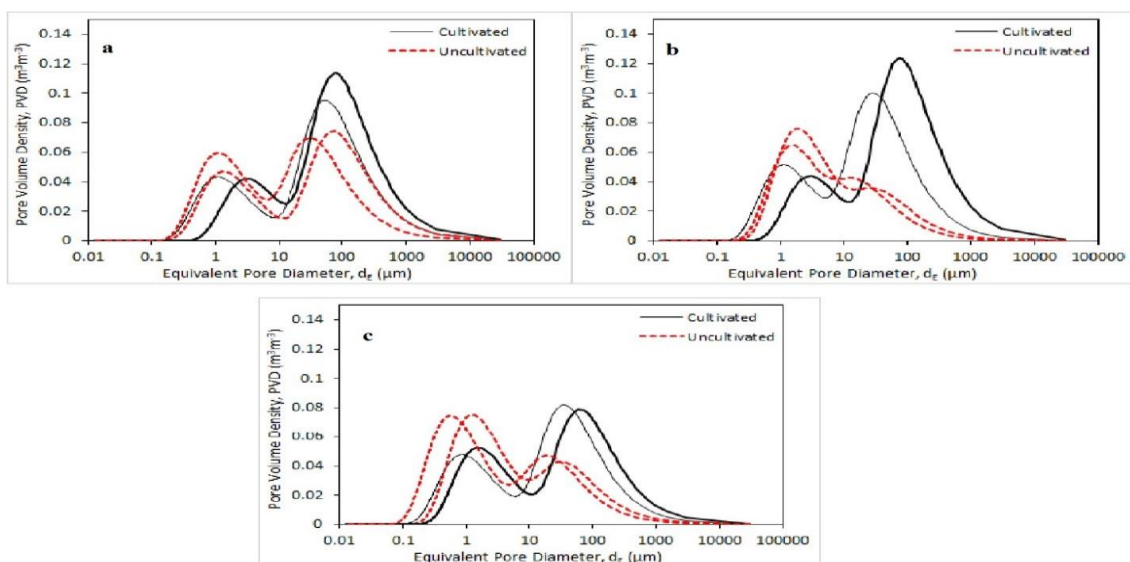 a
Cultivated
Uncultivated
Pore Volume Density, PVD (m³m⁻³)
0.14
0.12
0.1
0.08
0.06
0.04
0.02
0
0.01 0.1 1 10 100 1000 10000 100000
Equivalent Pore Diameter, dE (µm)
b
Cultivated
Uncultivated
Pore Volume Density, PVD (m³m⁻³)
0.14
0.12
0.1
0.08
0.06
0.04
0.02
0
0.01 0.1 1 10 100 1000 10000 100000
Equivalent Pore Diameter, dE (µm)
c
Cultivated
Uncultivated
Pore Volume Density, PVD (m³m⁻³)
0.14
0.12
0.1
0.08
0.06
0.04
0.02
0
0.01 0.1 1 10 100 1000 10000 100000
Equivalent Pore Diameter, dE (µm)